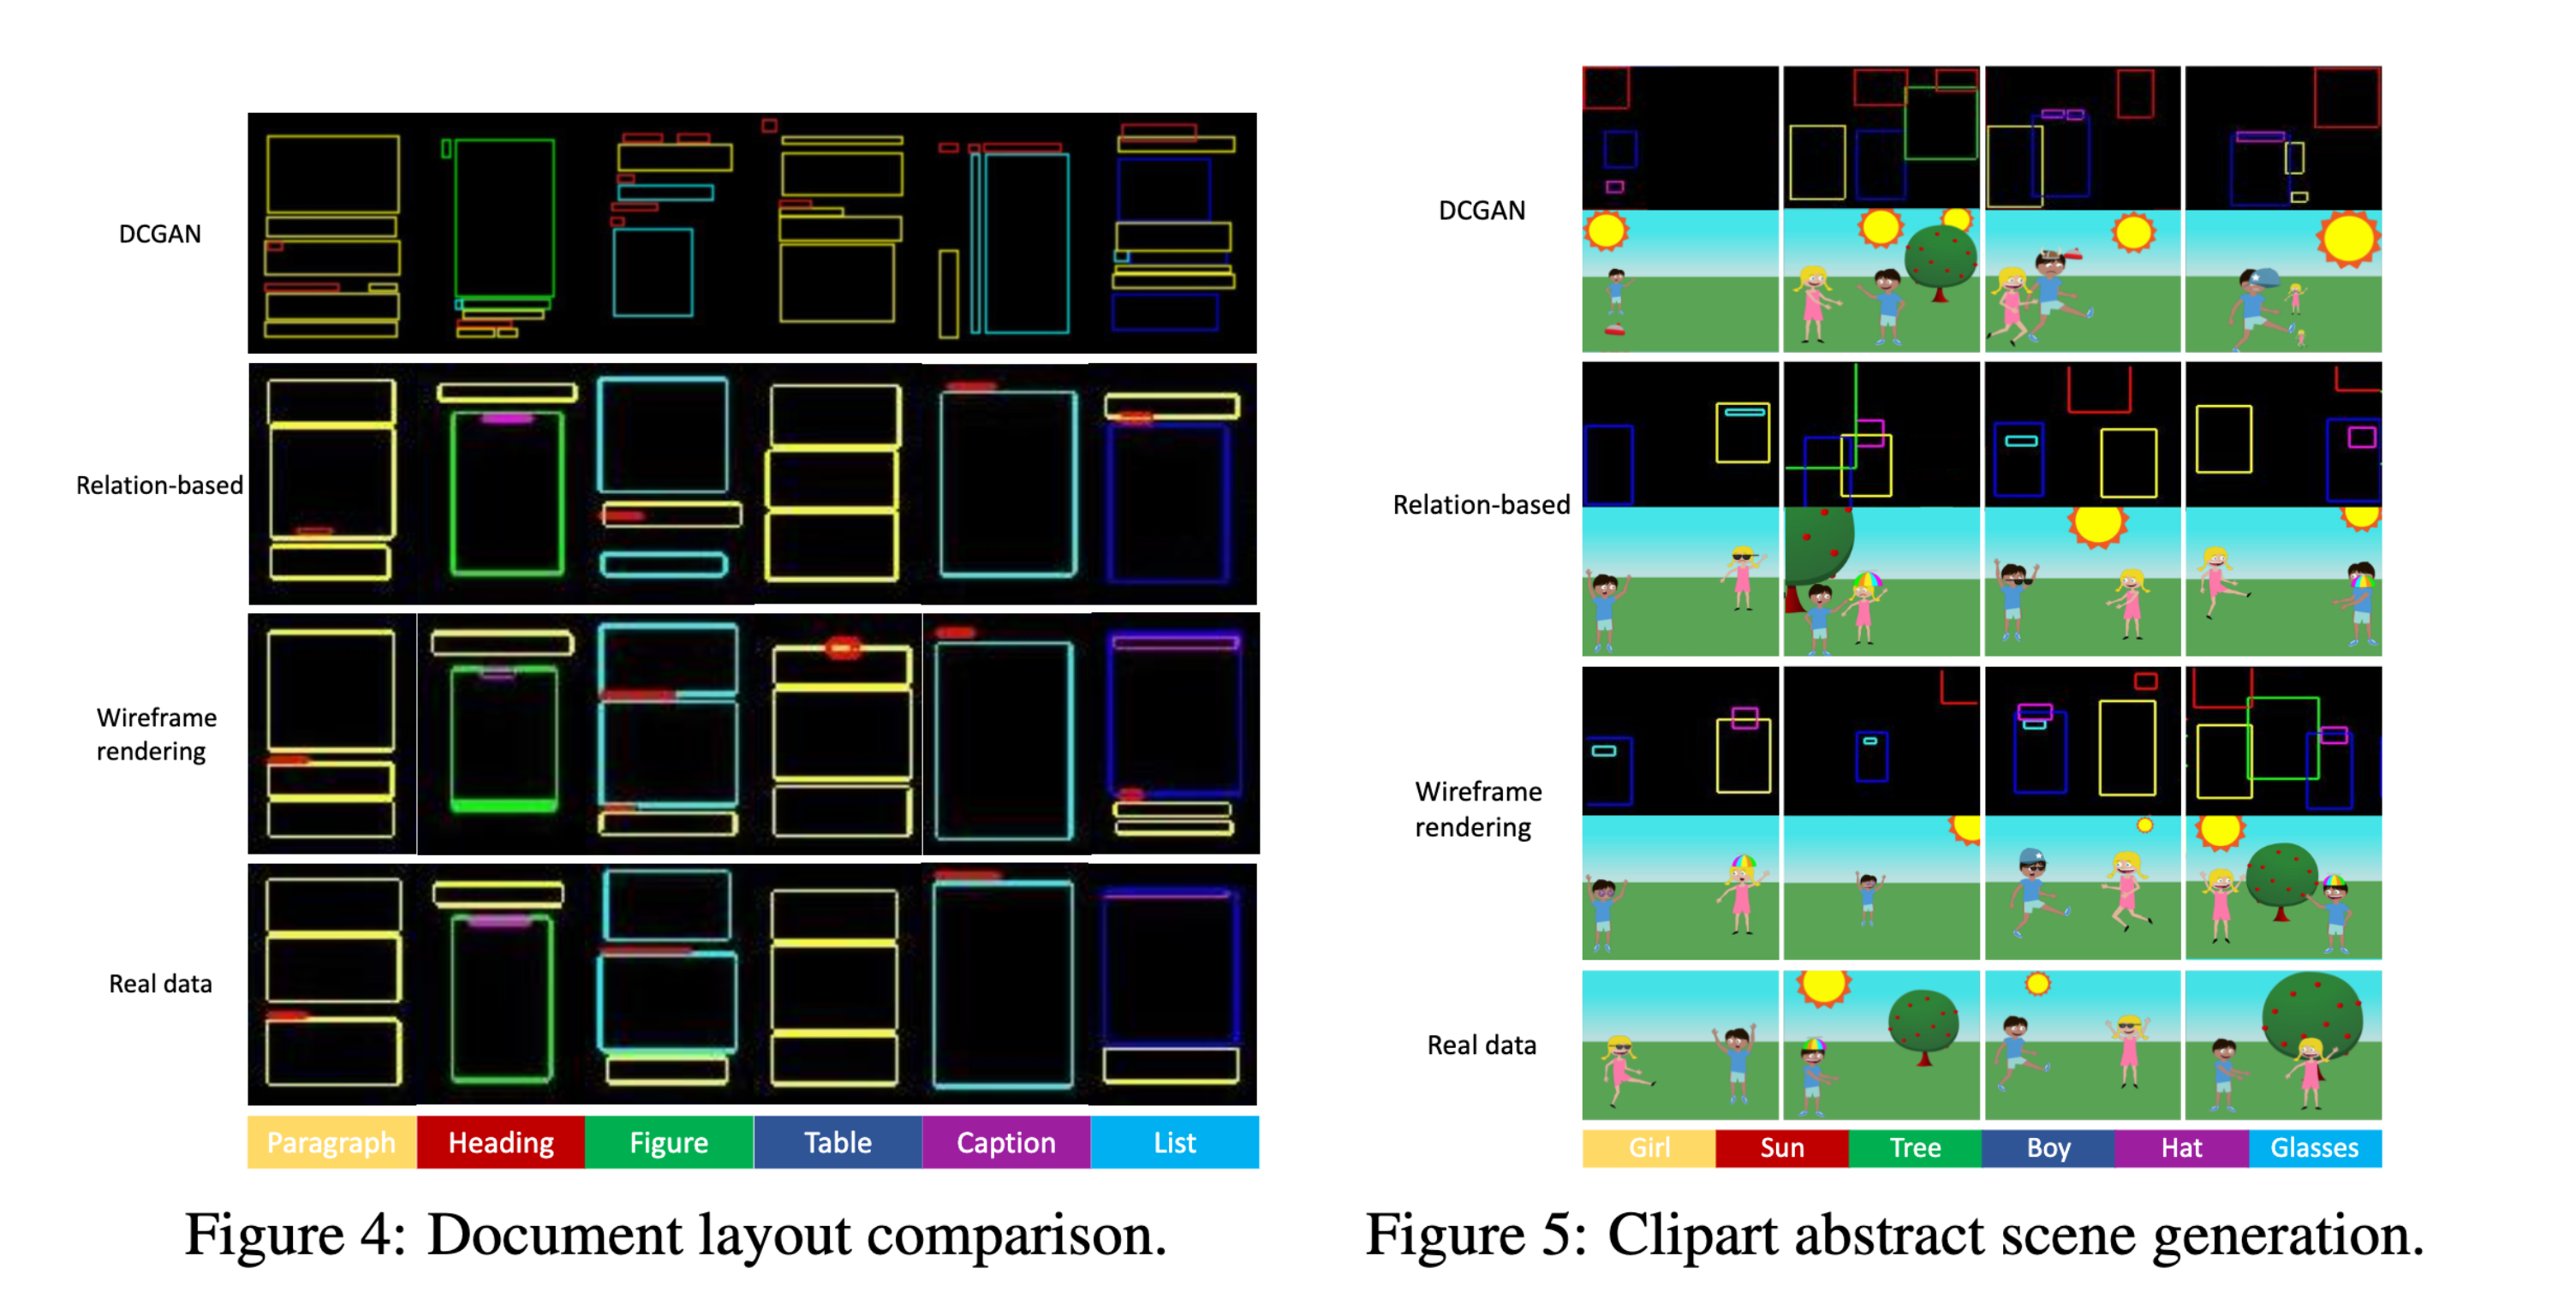 DCGAN
Relation-based
Wireframe
rendering
Real data
Paragraph Heading Figure Table Caption List
Figure 4: Document layout comparison.
DCGAN
Relation-based
Wireframe
rendering
Real data
Girl Sun Tree Boy Hat Glasses
Figure 5: Clipart abstract scene generation.